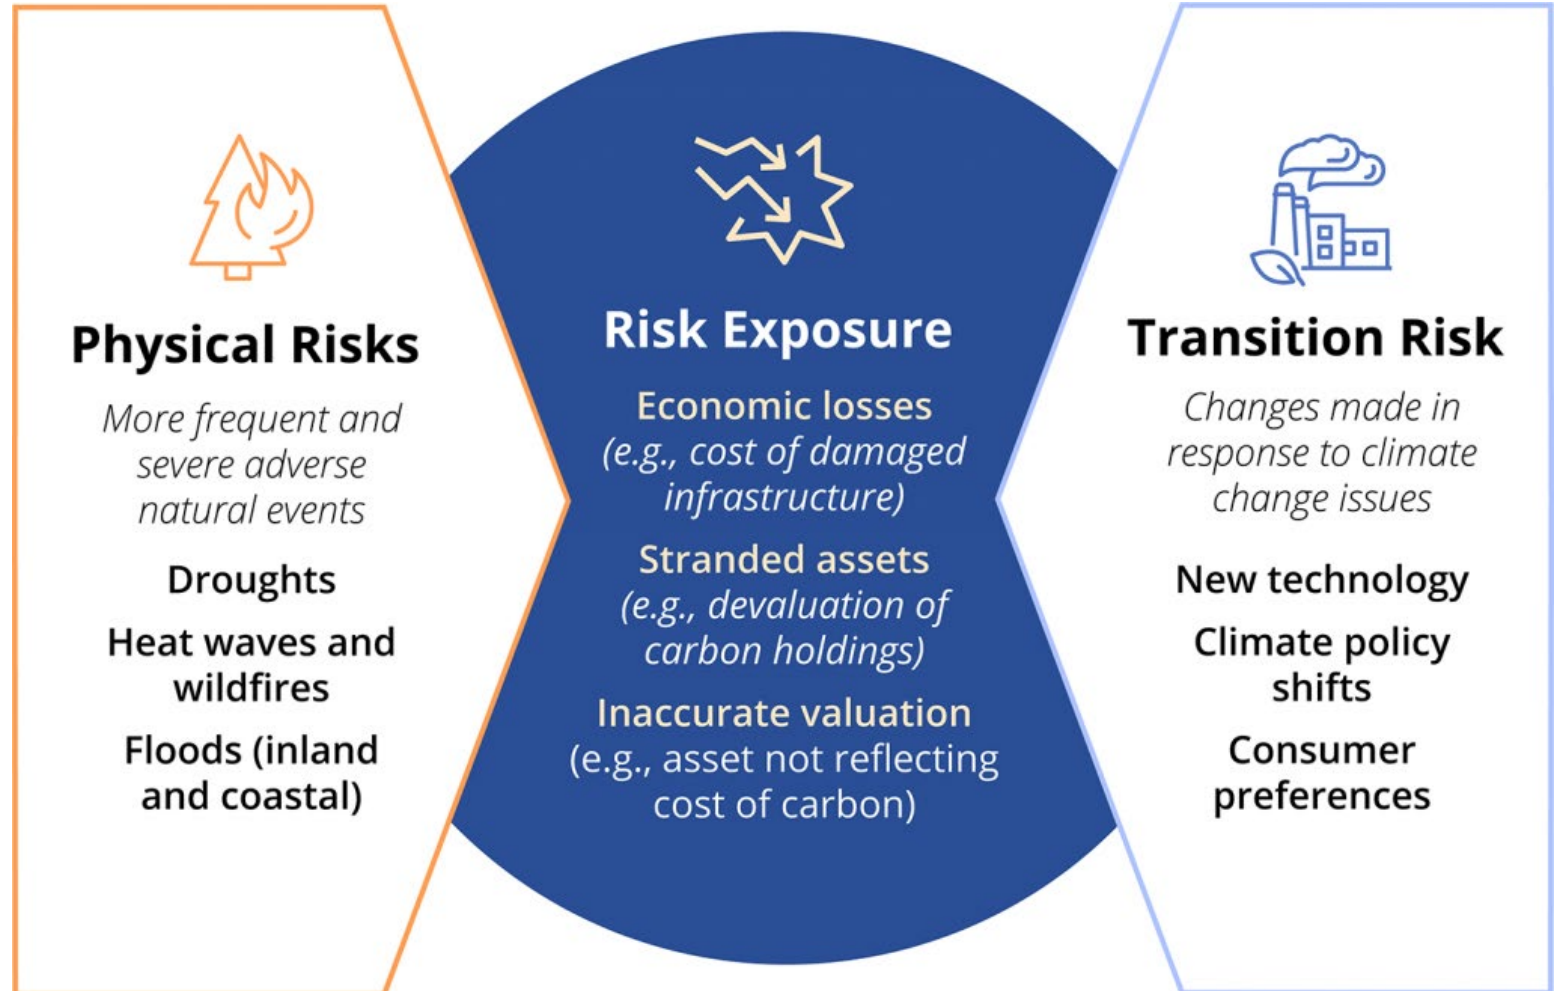 Physical Risks
More frequent and
severe adverse
natural events
Droughts
Heat waves and
wildfires
Floods (inland
and coastal)
Risk Exposure
Economic losses
(e.g., cost of damaged
infrastructure)
Stranded assets
(e.g., devaluation of
carbon holdings)
Inaccurate valuation
(e.g., asset not reflecting
cost of carbon)
Transition Risk
Changes made in
response to climate
change issues
New technology
Climate policy
shifts
Consumer
preferences